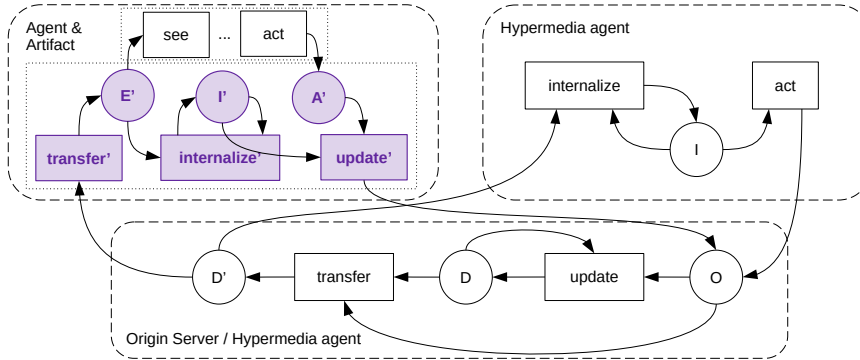 Agent &
Artifact
see
...
act
E'
I'
A'
transfer'
internalize'
update'
Hypermedia agent
internalize
act
I
D'
transfer
D
update
O
Origin Server / Hypermedia agent